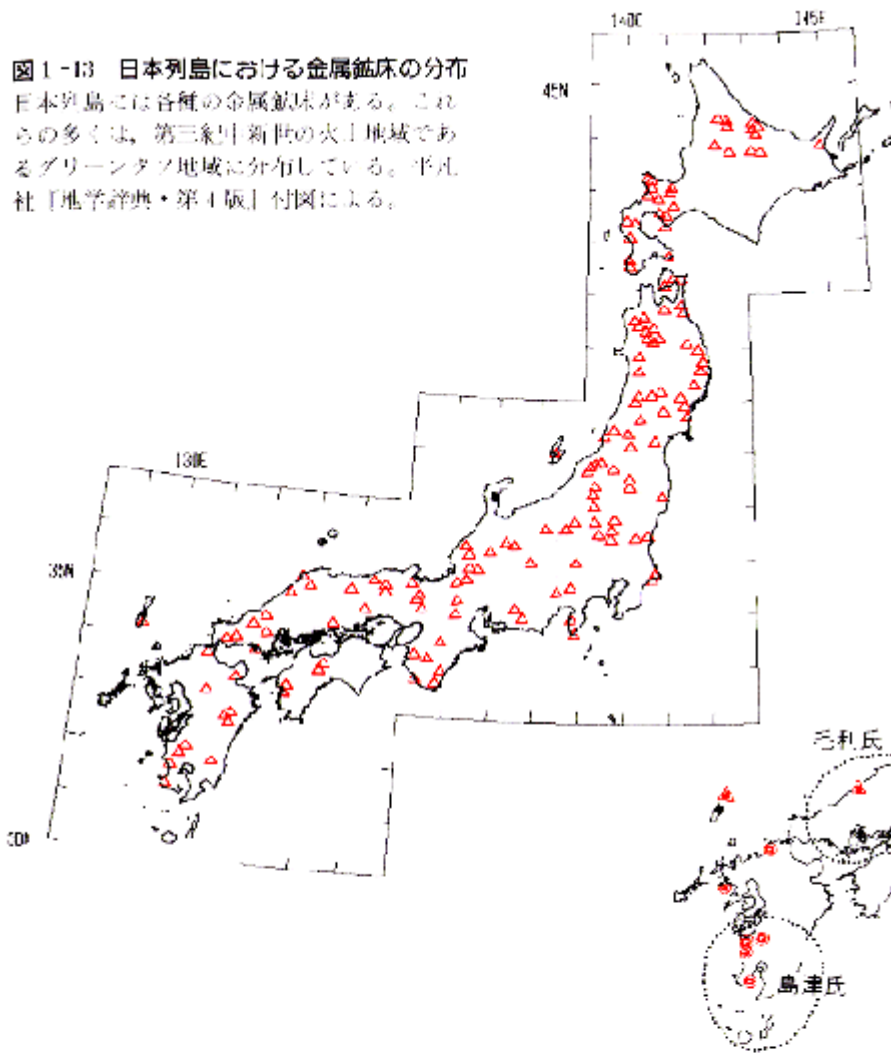 図1-13 日本列島における金属鉱床の分布
日本列島には各種の金属鉱床がある。これ
らの多くは，第三紀中新世の火山地域であ
るグリーンタフ地域に分布している。平凡
社『地学辞典・第4版』付図による。
140E
145E
45N
130E
35N
毛利氏
島津氏